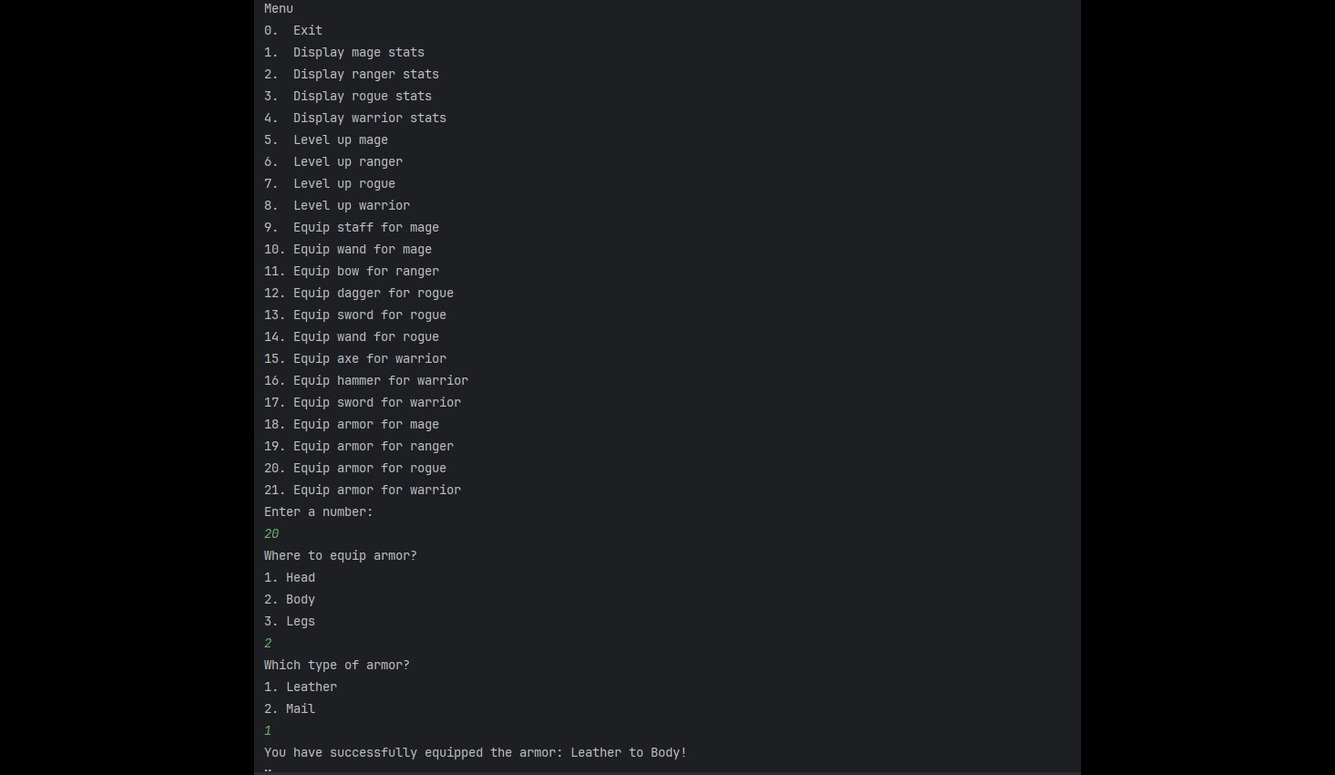 Menu
0.  Exit
1.  Display mage stats
2.  Display ranger stats
3.  Display rogue stats
4.  Display warrior stats
5.  Level up mage
6.  Level up ranger
7.  Level up rogue
8.  Level up warrior
9.  Equip staff for mage
10. Equip wand for mage
11. Equip bow for ranger
12. Equip dagger for rogue
13. Equip sword for rogue
14. Equip wand for rogue
15. Equip axe for warrior
16. Equip hammer for warrior
17. Equip sword for warrior
18. Equip armor for mage
19. Equip armor for ranger
20. Equip armor for rogue
21. Equip armor for warrior
Enter a number:
20
Where to equip armor?
1. Head
2. Body
3. Legs
2
Which type of armor?
1. Leather
2. Mail
1
You have successfully equipped the armor: Leather to Body!